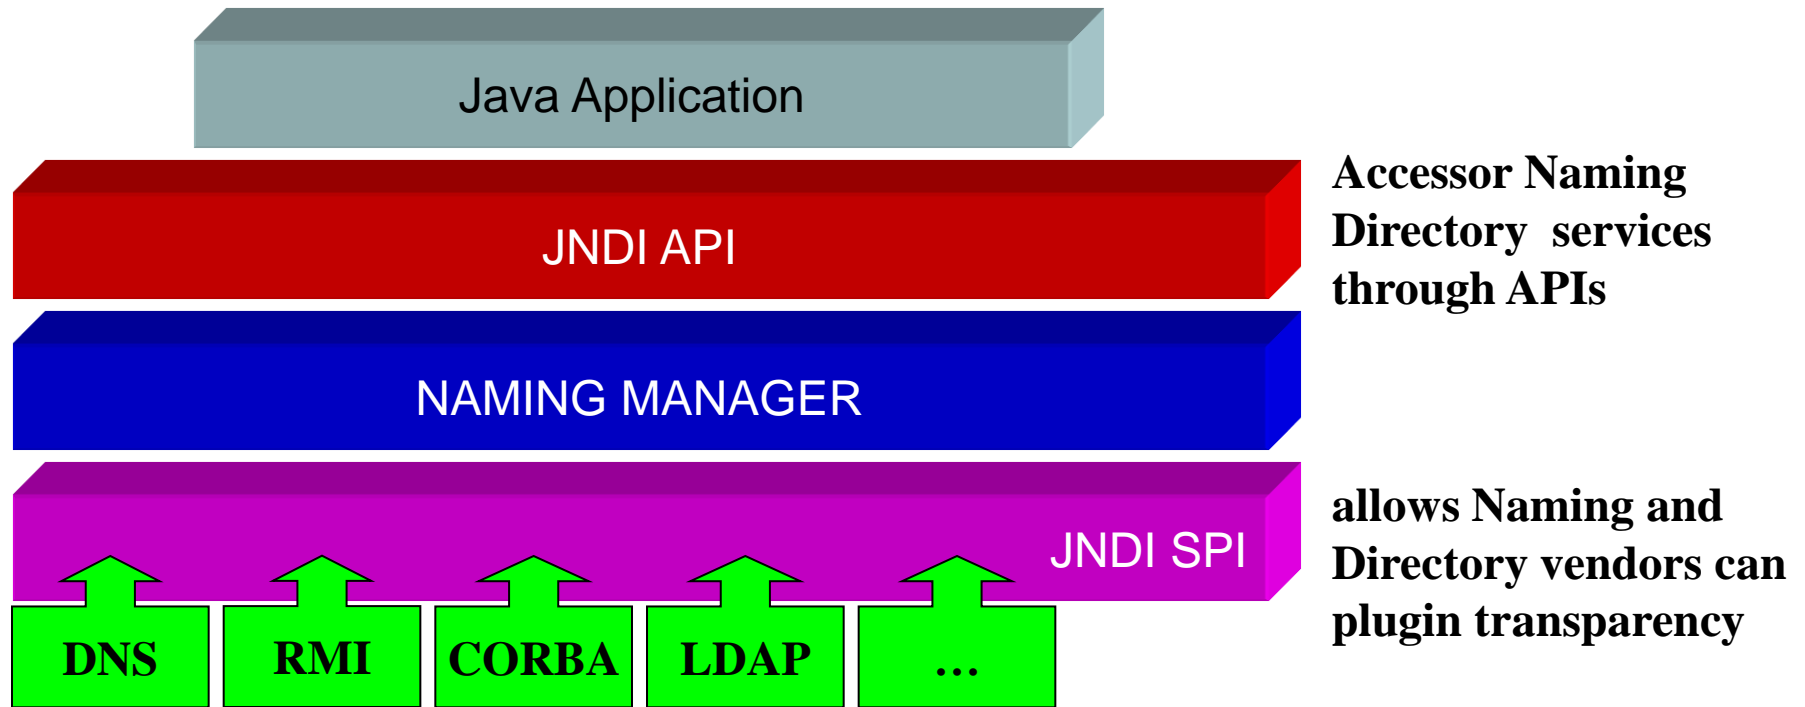 Java Application
JNDI API
Accessor Naming
Directory services
through APIs
NAMING MANAGER
JNDI SPI
allows Naming and
Directory vendors can
plugin transparency
DNS
RMI
CORBA
LDAP
...